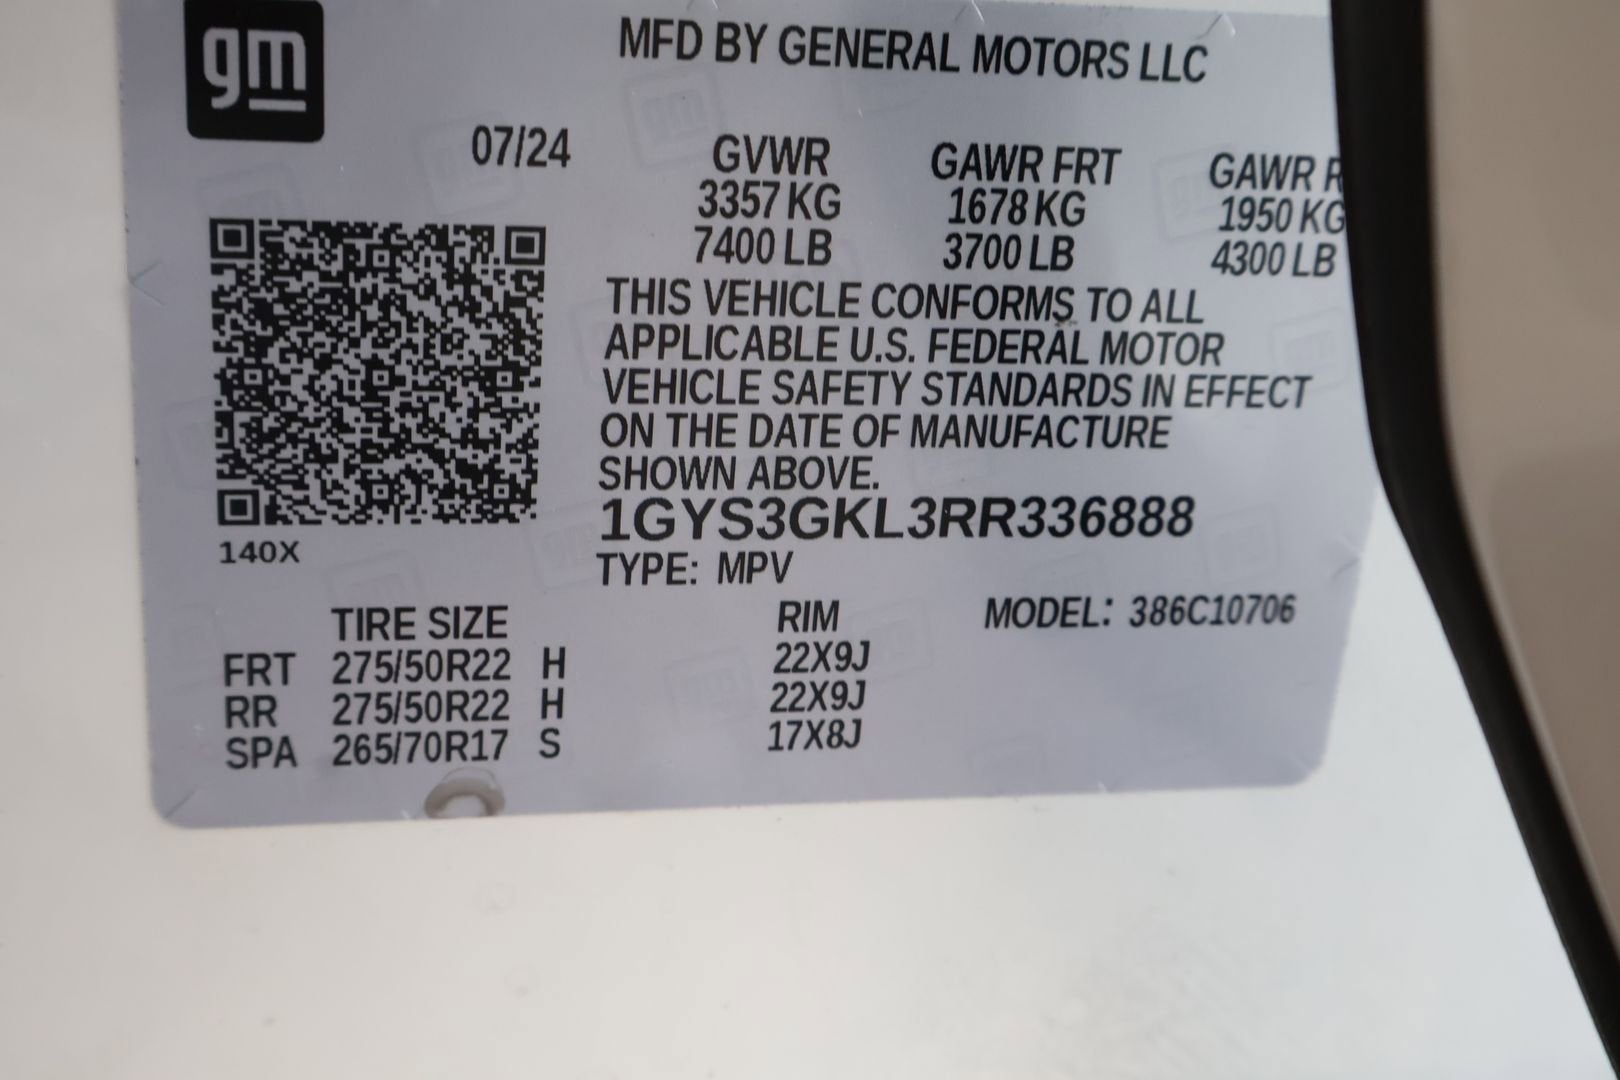 gm
MFD BY GENERAL MOTORS LLC
07/24 GVWR GAWR FRT GAWR R
3357 KG 1678 KG 1950 KG
7400 LB 3700 LB 4300 LB
THIS VEHICLE CONFORMS TO ALL
APPLICABLE U.S. FEDERAL MOTOR
VEHICLE SAFETY STANDARDS IN EFFECT
ON THE DATE OF MANUFACTURE
SHOWN ABOVE.
1GYS3GKL3RR336888
140X
TYPE: MPV
TIRE SIZE RIM MODEL: 386C10706
FRT 275/50R22 H 22X9J
RR 275/50R22 H 22X9J
SPA 265/70R17 S 17X8J